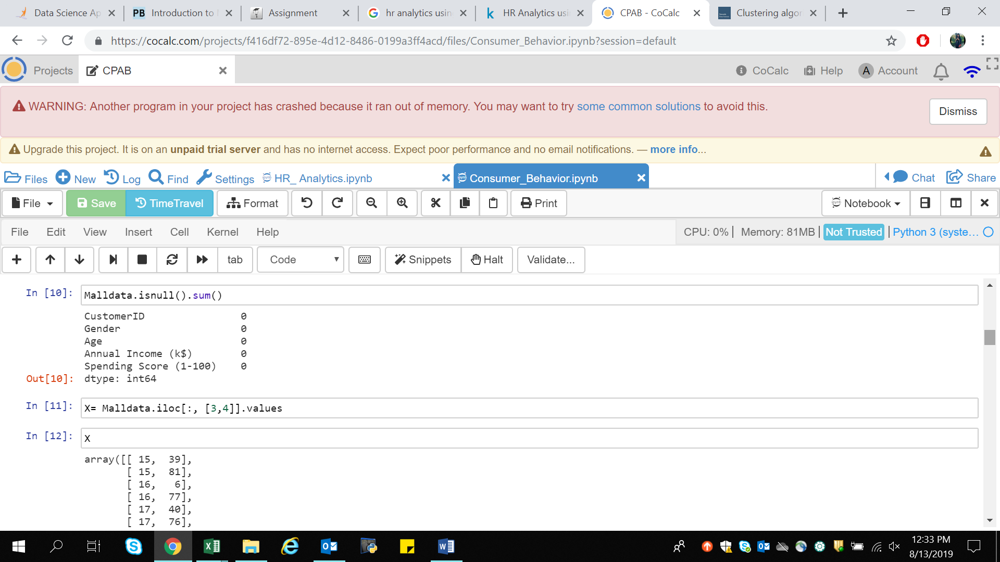 Data Science Ap
PB Introduction to
Assignment
hr analytics usin
HR Analytics usi
CPAB - CoCalc
Clustering algor
https://cocalc.com/projects/f416df72-895e-4d12-8486-0199a3ff4acd/files/Consumer_Behavior.ipynb?session=default
Projects
CPAB
CoCalc
Help
A Account
WARNING: Another program in your project has crashed because it ran out of memory. You may want to try some common solutions to avoid this.
Dismiss
Upgrade this project. It is on an unpaid trial server and has no internet access. Expect poor performance and no email notifications. — more info...
Files
New
Log
Find
Settings
HR_ Analytics.ipynb
Consumer_Behavior.ipynb
Chat
Share
File
Save
TimeTravel
Format
Print
Notebook
File Edit View Insert Cell Kernel Help
CPU: 0% Memory: 81MB Not Trusted Python 3 (syste...
tab
Code
Snippets
Halt
Validate...
In [10]: Malldata.isnull().sum()
CustomerID 0
Gender 0
Age 0
Annual Income (k$) 0
Spending Score (1-100) 0
Out[10]: dtype: int64
In [11]: X= Malldata.iloc[:, [3,4]].values
In [12]: X
array([[ 15, 39],
[ 15, 81],
[ 16, 6],
[ 16, 77],
[ 17, 40],
[ 17, 76],
12:33 PM
8/13/2019